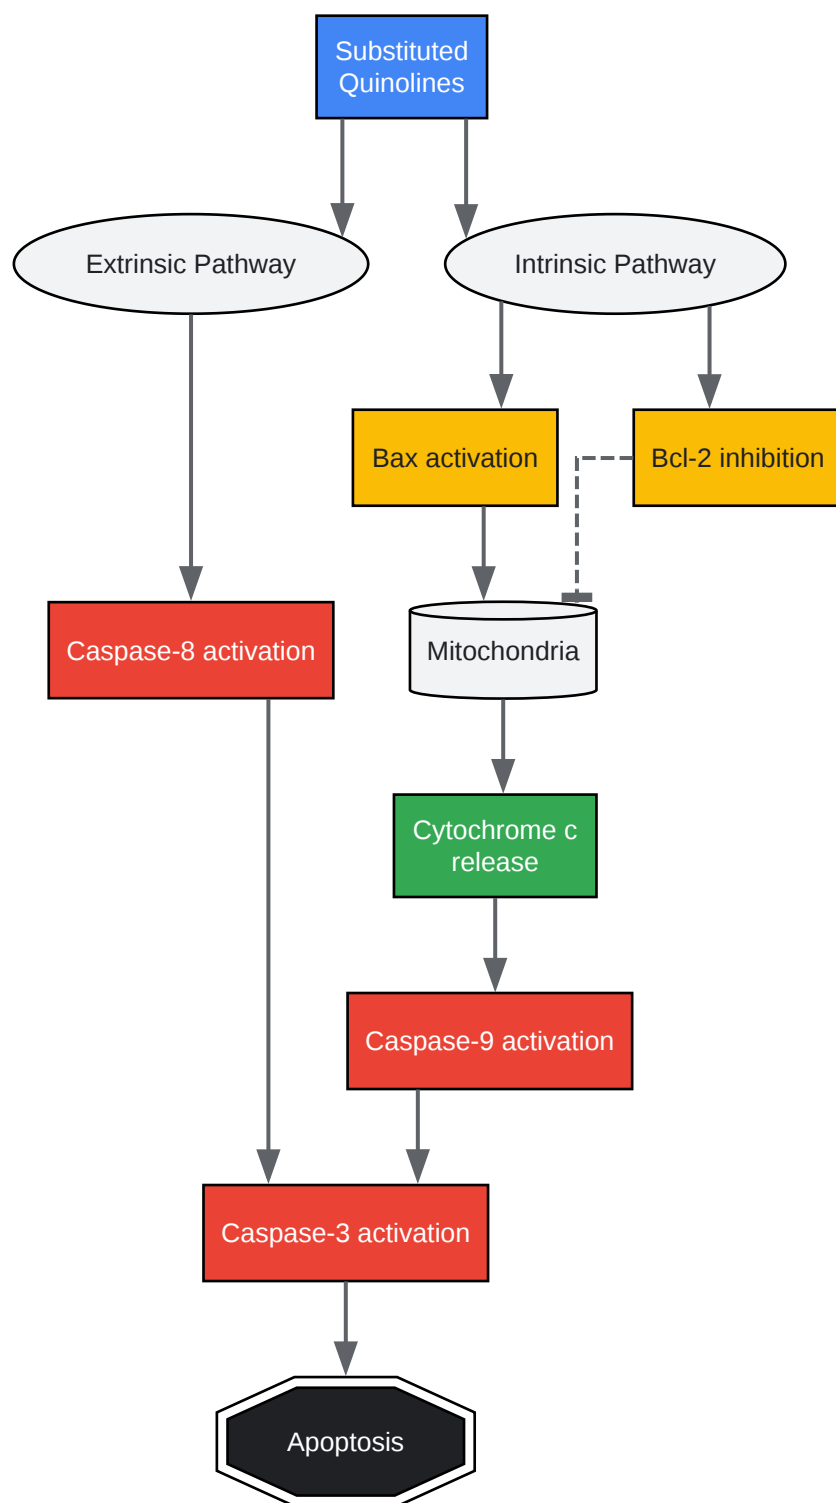 Substituted
Quinolines
Extrinsic Pathway
Intrinsic Pathway
Bax activation
Bcl-2 inhibition
Caspase-8 activation
Mitochondria
Cytochrome c
release
Caspase-9 activation
Caspase-3 activation
Apoptosis